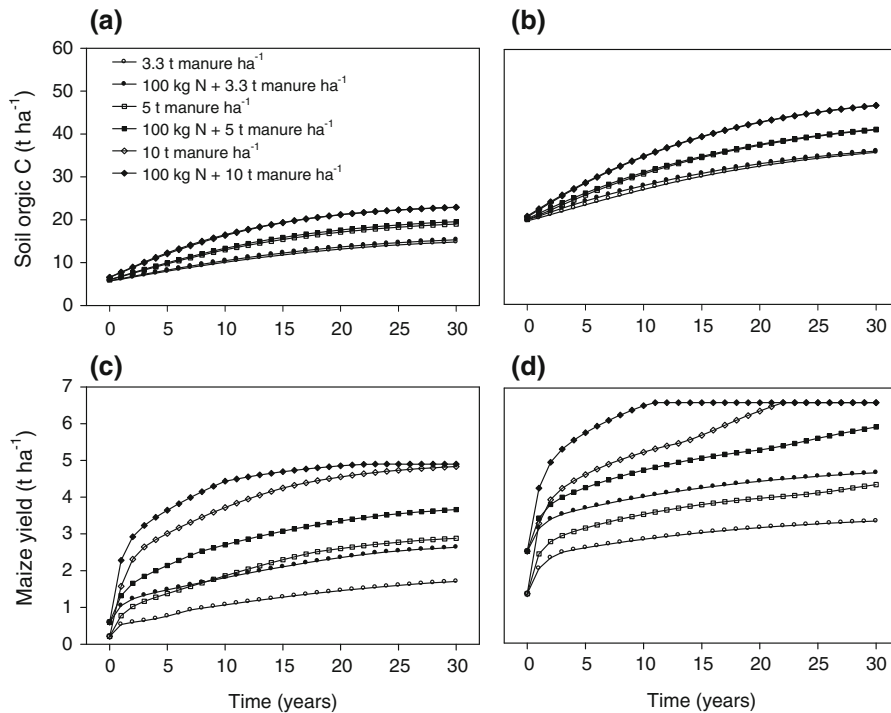 (a)
(b)
Soil orgic C (t ha⁻¹)
60
50
40
30
20
10
0
3.3 t manure ha⁻¹
100 kg N + 3.3 t manure ha⁻¹
5 t manure ha⁻¹
100 kg N + 5 t manure ha⁻¹
10 t manure ha⁻¹
100 kg N + 10 t manure ha⁻¹
0 5 10 15 20 25 30
0 5 10 15 20 25 30
(c)
(d)
Maize yield (t ha⁻¹)
7
6
5
4
3
2
1
0
0 5 10 15 20 25 30
0 5 10 15 20 25 30
Time (years)
Time (years)